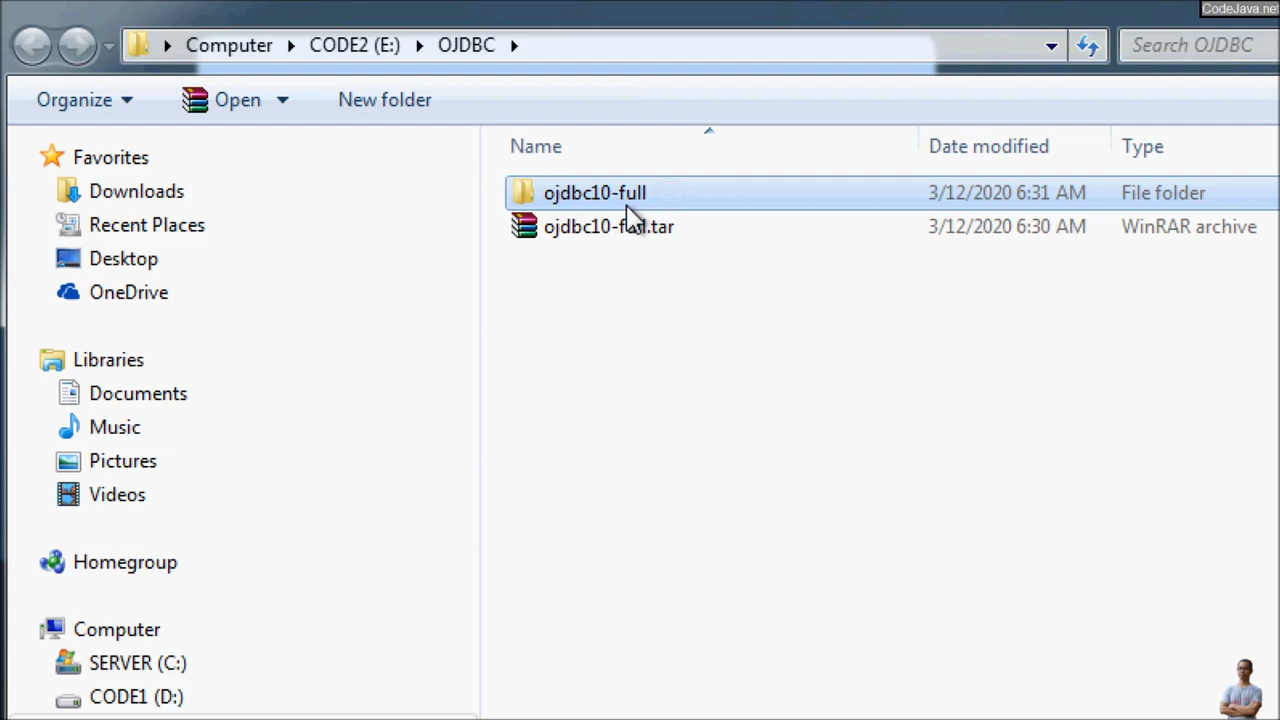 CodeJava.net
Computer CODE2 (E:) OJDBC
Search OJDBC
Organize Open New folder
Favorites
Downloads
Recent Places
Desktop
OneDrive
Libraries
Documents
Music
Pictures
Videos
Homegroup
Computer
SERVER (C:)
CODE1 (D:)
Name Date modified Type
ojdbc10-full 3/12/2020 6:31 AM File folder
ojdbc10-full.tar 3/12/2020 6:30 AM WinRAR archive